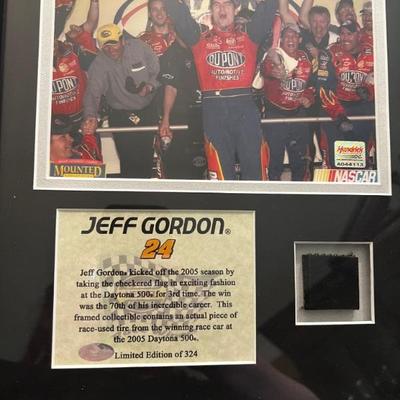 DUPONT
DUPONT
AUTOMOTIVE
FINISHES
DUPONT
Hendrick
A044113
MOUNTED
NASCAR
JEFF GORDON®
24
Jeff Gordon® kicked off the 2005 season by
taking the checkered flag in exciting fashion
at the Daytona 500® for 3rd time. The win
was the 70th of his incredible career. This
framed collectible contains an actual piece of
race-used tire from the winning race car at
the 2005 Daytona 500®.
Limited Edition of 324